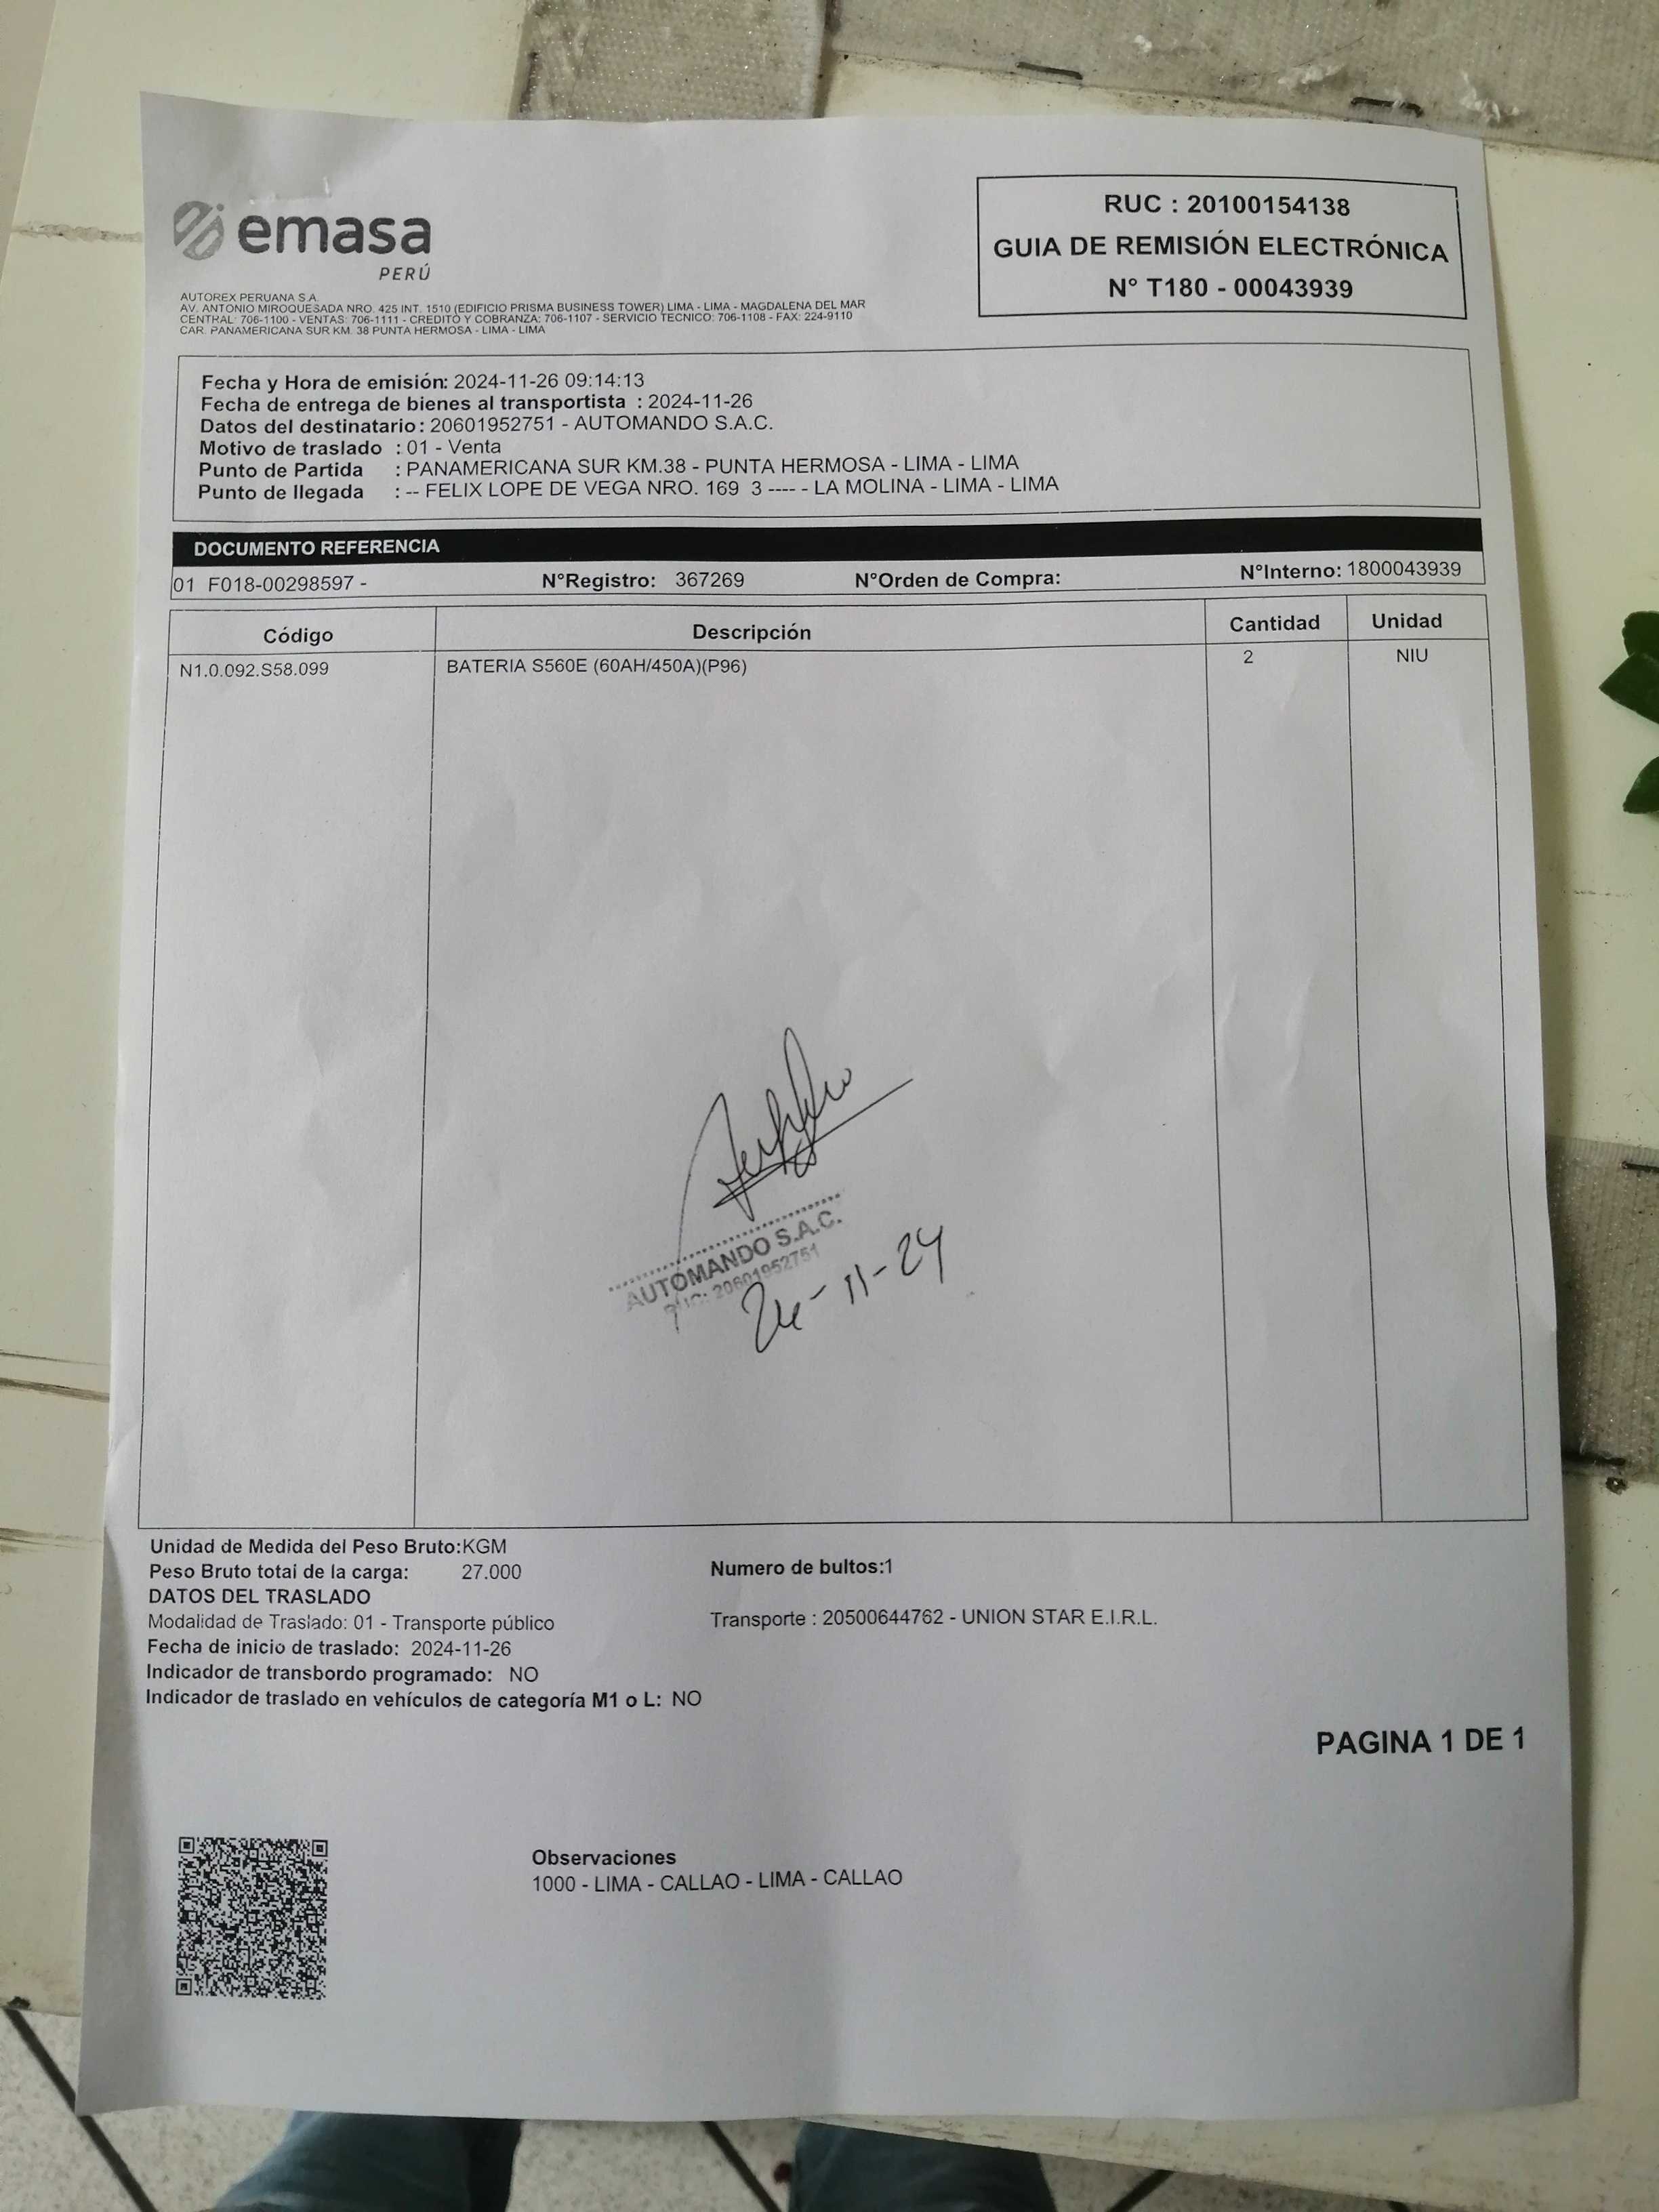 emasa
PERÚ
RUC : 20100154138
GUIA DE REMISIÓN ELECTRÓNICA
N° T180 - 00043939
AUTOREX PERUANA S.A.
AV. ANTONIO MIROQUESADA NRO. 425 INT. 1510 (EDIFICIO PRISMA BUSINESS TOWER) LIMA - LIMA - MAGDALENA DEL MAR
CENTRAL: 706-1100 - VENTAS: 706-1111 - CREDITO Y COBRANZA: 706-1107 - SERVICIO TECNICO: 706-1108 - FAX: 224-9110
CAR. PANAMERICANA SUR KM. 38 PUNTA HERMOSA - LIMA - LIMA
Fecha y Hora de emisión: 2024-11-26 09:14:13
Fecha de entrega de bienes al transportista : 2024-11-26
Datos del destinatario: 20601952751 - AUTOMANDO S.A.C.
Motivo de traslado : 01 - Venta
Punto de Partida : PANAMERICANA SUR KM.38 - PUNTA HERMOSA - LIMA - LIMA
Punto de llegada : -- FELIX LOPE DE VEGA NRO. 169 3 ---- - LA MOLINA - LIMA - LIMA
DOCUMENTO REFERENCIA
01 F018-00298597 - N°Registro: 367269 N°Orden de Compra: N°Interno: 1800043939
Código Descripción Cantidad Unidad
N1.0.092.S58.099 BATERIA S560E (60AH/450A)(P96) 2 NIU
AUTOMANDO S.A.C.
RUC: 20601952751
26-11-24
Unidad de Medida del Peso Bruto:KGM
Peso Bruto total de la carga: 27.000 Numero de bultos:1
DATOS DEL TRASLADO
Modalidad de Traslado: 01 - Transporte público Transporte : 20500644762 - UNION STAR E.I.R.L.
Fecha de inicio de traslado: 2024-11-26
Indicador de transbordo programado: NO
Indicador de traslado en vehículos de categoría M1 o L: NO
PAGINA 1 DE 1
Observaciones
1000 - LIMA - CALLAO - LIMA - CALLAO